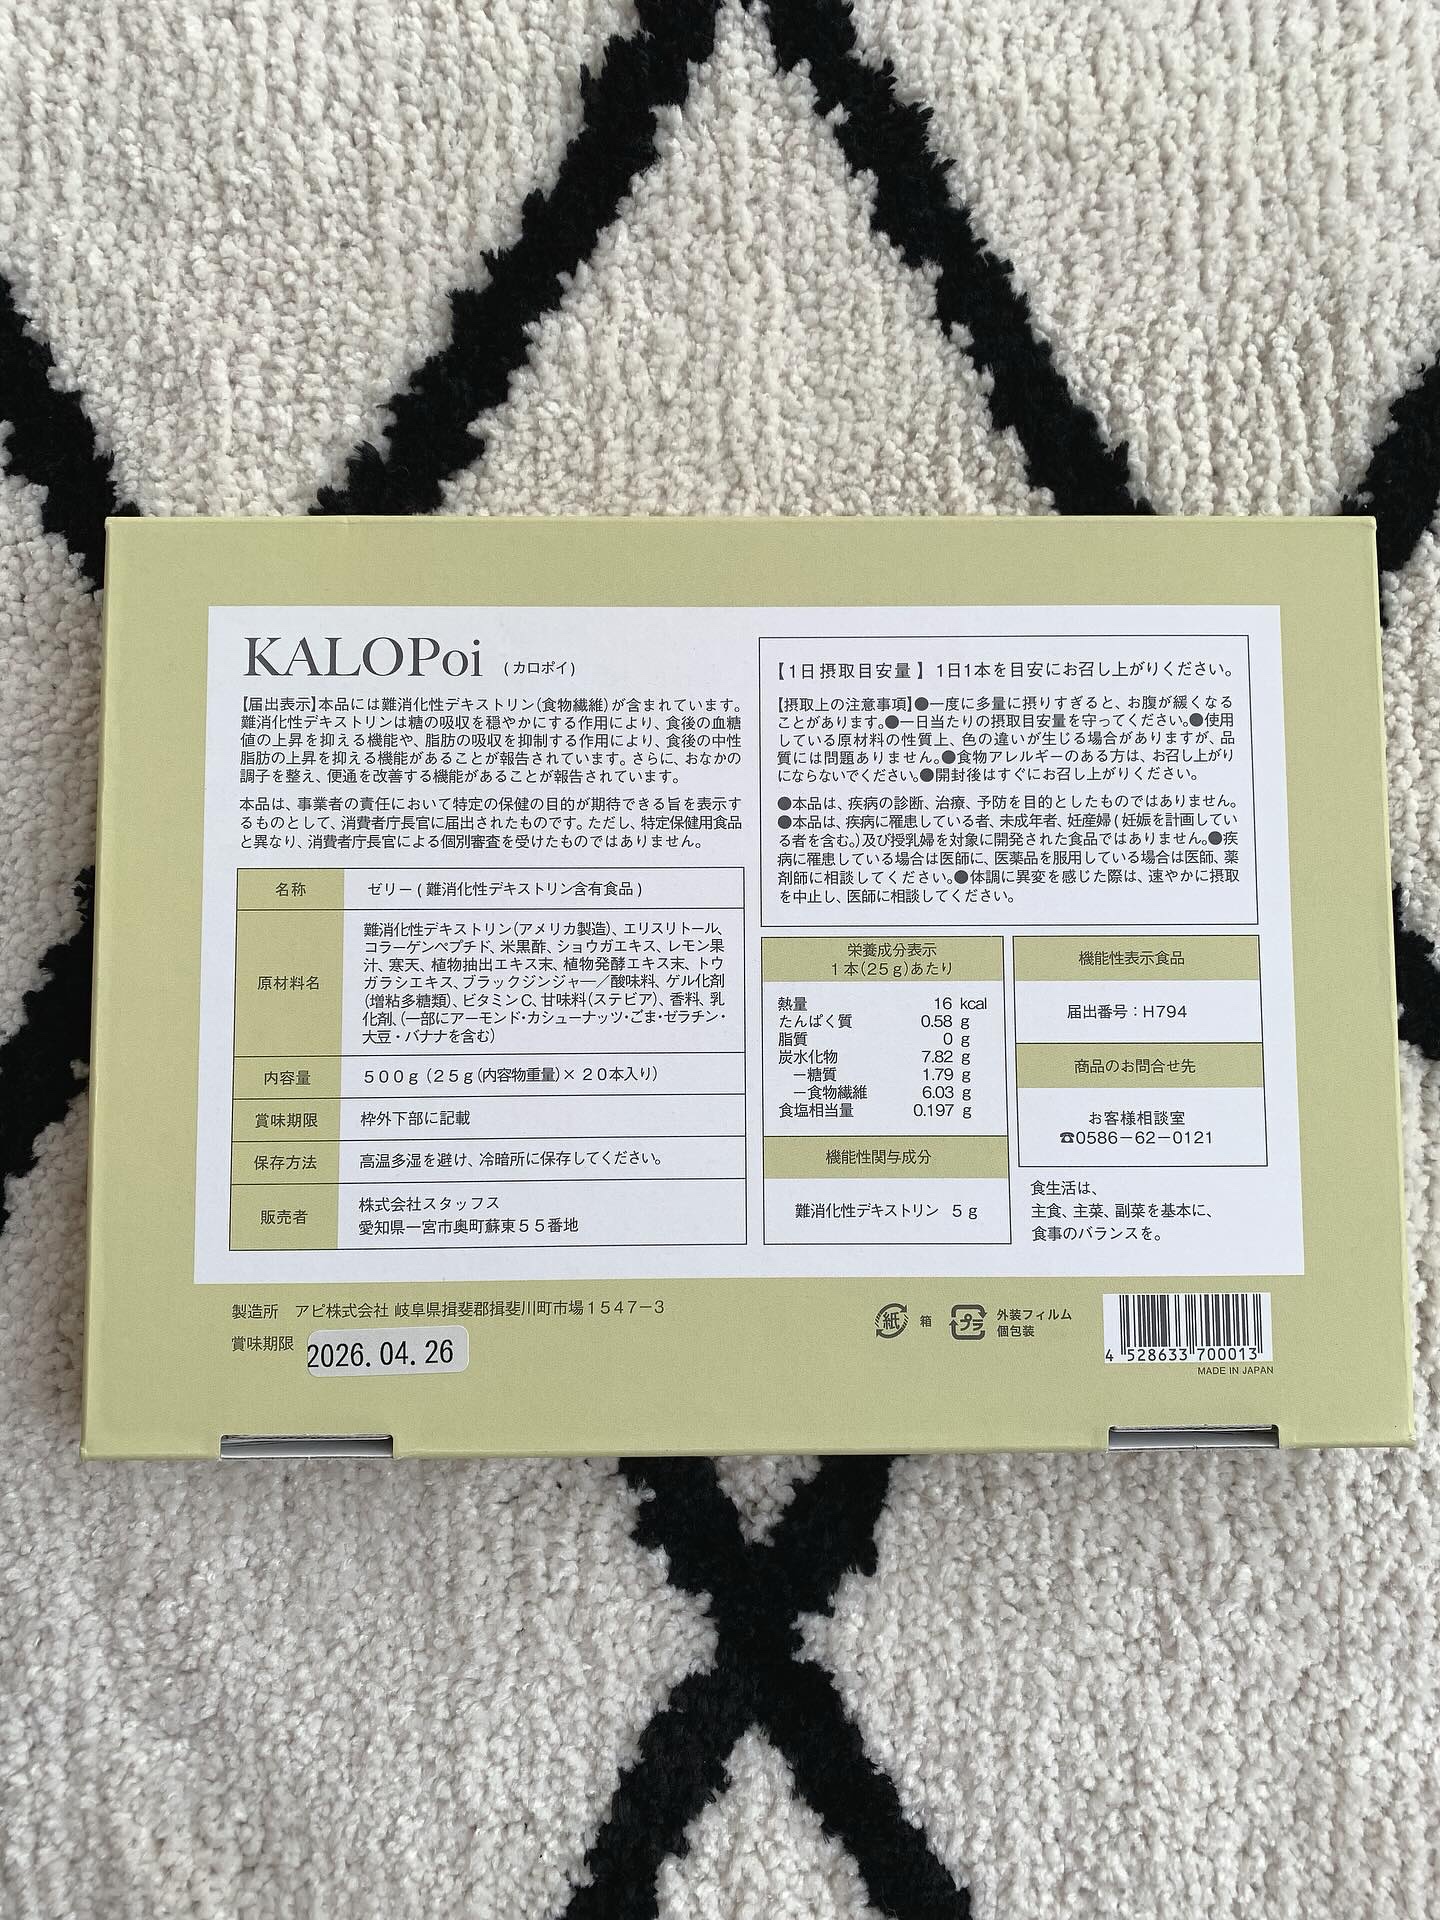 KALOPoi (カロポイ)
【届出表示】本品には難消化性デキストリン(食物繊維)が含まれています。
難消化性デキストリンは糖の吸収を穏やかにする作用により、食後の血糖
値の上昇を抑える機能や、脂肪の吸収を抑制する作用により、食後の中性
脂肪の上昇を抑える機能があることが報告されています。さらに、おなかの
調子を整え、便通を改善する機能があることが報告されています。
本品は、事業者の責任において特定の保健の目的が期待できる旨を表示す
るものとして、消費者庁長官に届出されたものです。ただし、特定保健用食品
と異なり、消費者庁長官による個別審査を受けたものではありません。
名称 ゼリー(難消化性デキストリン含有食品)
原材料名
難消化性デキストリン(アメリカ製造)、エリスリトール、
コラーゲンペプチド、米黒酢、ショウガエキス、レモン果
汁、寒天、植物抽出エキス末、植物発酵エキス末、トウ
ガラシエキス、ブラックジンジャー/酸味料、ゲル化剤
(増粘多糖類)、ビタミンC、甘味料(ステビア)、香料、乳
化剤、(一部にアーモンド・カシューナッツ・ごま・ゼラチン・
大豆・バナナを含む)
内容量 500g(25g(内容物重量)×20本入り)
賞味期限 枠外下部に記載
保存方法 高温多湿を避け、冷暗所に保存してください。
販売者
株式会社スタッフス
愛知県一宮市奥町蘇東55番地
【1日摂取目安量】1日1本を目安にお召し上がりください。
【摂取上の注意事項】●一度に多量に摂りすぎると、お腹が緩くなる
ことがあります。●一日当たりの摂取目安量を守ってください。●使用
している原材料の性質上、色の違いが生じる場合がありますが、品
質には問題ありません。●食物アレルギーのある方は、お召し上がり
にならないでください。●開封後はすぐにお召し上がりください。
●本品は、疾病の診断、治療、予防を目的としたものではありません。
●本品は、疾病に罹患している者、未成年者、妊産婦(妊娠を計画してい
る者を含む。)及び授乳婦を対象に開発された食品ではありません。●疾
病に罹患している場合は医師に、医薬品を服用している場合は医師、薬
剤師に相談してください。●体調に異変を感じた際は、速やかに摂取
を中止し、医師に相談してください。
栄養成分表示
1本(25g)あたり
熱量 16 kcal
たんぱく質 0.58 g
脂質 0 g
炭水化物 7.82 g
－糖質 1.79 g
－食物繊維 6.03 g
食塩相当量 0.197 g
機能性関与成分
難消化性デキストリン 5g
機能性表示食品
届出番号：H794
商品のお問合せ先
お客様相談室
☎0586－62－0121
食生活は、
主食、主菜、副菜を基本に、
食事のバランスを。
製造所 アピ株式会社 岐阜県揖斐郡揖斐川町市場1547－3
賞味期限 2026.04.26
紙 箱
プラ 外装フィルム
個包装
4 528633 700013
MADE IN JAPAN